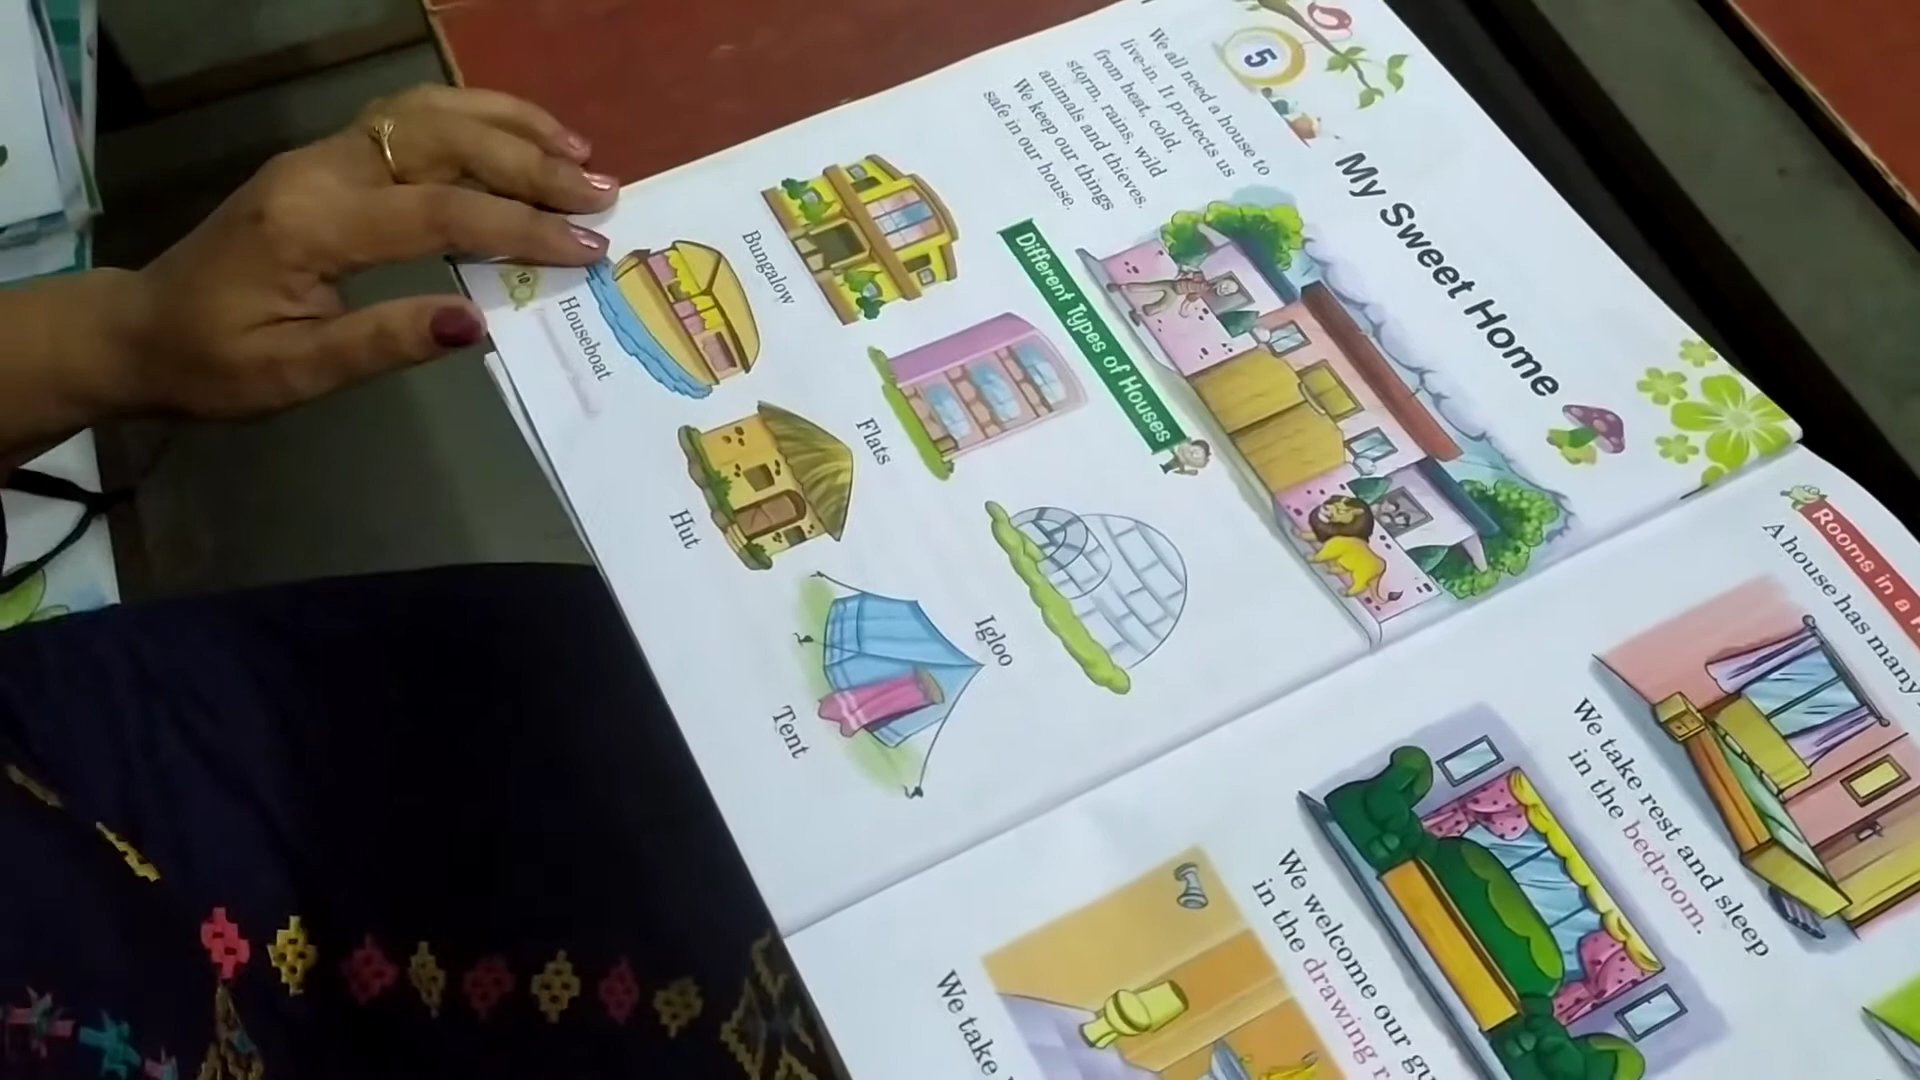 5
My Sweet Home
We all need a house to
live-in. It protects us
from heat, cold,
storm, rains, wild
animals and thieves.
We keep our things
safe in our house.
Different Types of Houses
Bungalow
Flats
Igloo
Houseboat
Hut
Tent
10
Rooms in a
A house has many
We take rest and sleep
in the bedroom.
We welcome our
in the drawing
We take